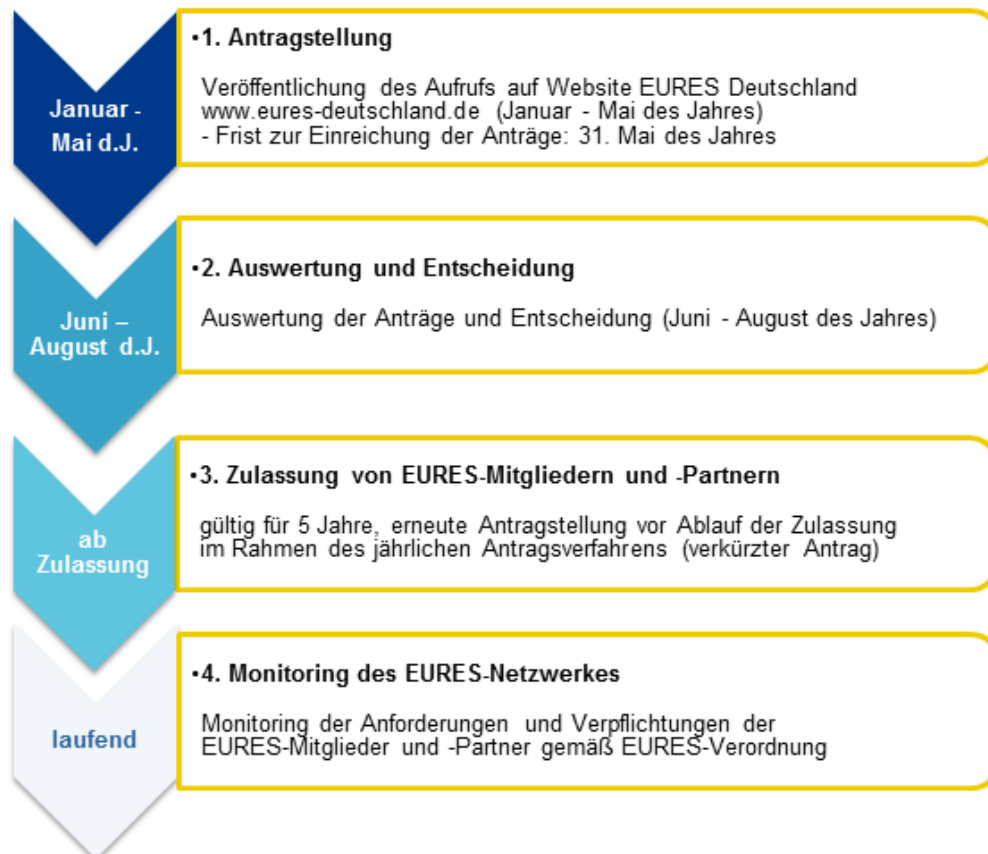 Januar -
Mai d.J.
•1. Antragstellung
Veröffentlichung des Aufrufs auf Website EURES Deutschland
www.eures-deutschland.de (Januar - Mai des Jahres)
- Frist zur Einreichung der Anträge: 31. Mai des Jahres
Juni –
August d.J.
•2. Auswertung und Entscheidung
Auswertung der Anträge und Entscheidung (Juni - August des Jahres)
ab
Zulassung
•3. Zulassung von EURES-Mitgliedern und -Partnern
gültig für 5 Jahre, erneute Antragstellung vor Ablauf der Zulassung
im Rahmen des jährlichen Antragsverfahrens (verkürzter Antrag)
laufend
•4. Monitoring des EURES-Netzwerkes
Monitoring der Anforderungen und Verpflichtungen der
EURES-Mitglieder und -Partner gemäß EURES-Verordnung